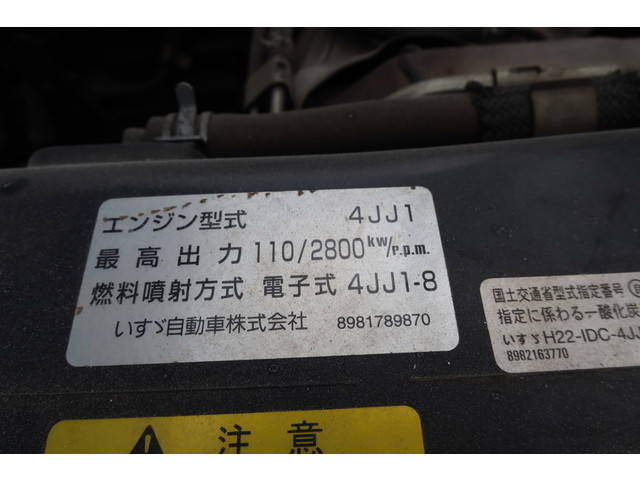 エンジン型式 4JJ1
最高出力 110/2800 kw/r.p.m.
燃料噴射方式 電子式 4JJ1-8
いすゞ自動車株式会社 8981789870
国土交通省型式指定番号
指定に係わる一酸化炭
いすゞH22-IDC-4JJ
8982163770
注意